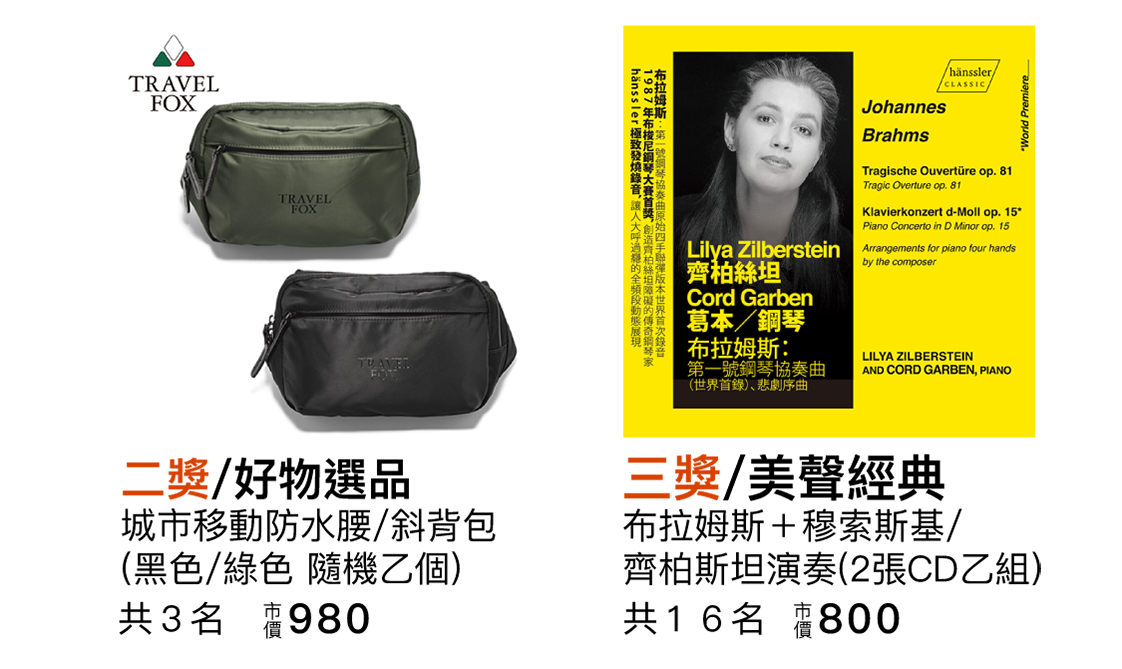 TRAVEL
FOX
TRAVEL
FOX
TRAVEL
FOX
二獎/好物選品
城市移動防水腰/斜背包
(黑色/綠色 隨機乙個)
共3名 市價980
布拉姆斯：第一號鋼琴協奏曲原始四手聯彈版本世界首次錄音
1987年布梭尼鋼琴大賽首獎，創造齊柏絲坦障礙的傳奇鋼琴家
hänssler極致發燒錄音，讓人大呼過癮的全頻段動態展現
hänssler
CLASSIC
*World Premiere
Johannes
Brahms
Tragische Ouvertüre op. 81
Tragic Overture op. 81
Klavierkonzert d-Moll op. 15*
Piano Concerto in D Minor op. 15
Arrangements for piano four hands
by the composer
Lilya Zilberstein
齊柏絲坦
Cord Garben
葛本／鋼琴
布拉姆斯：
第一號鋼琴協奏曲
(世界首錄)、悲劇序曲
LILYA ZILBERSTEIN
AND CORD GARBEN, PIANO
三獎/美聲經典
布拉姆斯＋穆索斯基/
齊柏斯坦演奏(2張CD乙組)
共16名 市價800